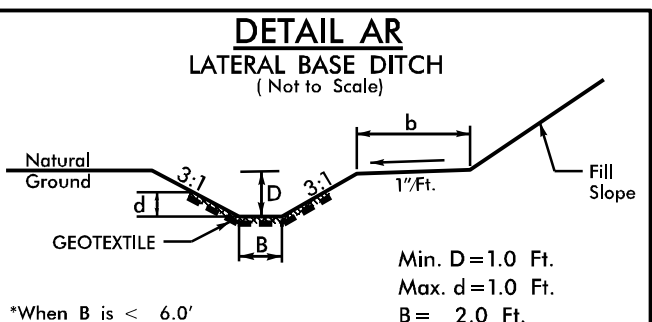 DETAIL AR
LATERAL BASE DITCH
( Not to Scale)
b
Natural
Ground
3:1
D
3:1
1"/Ft.
Fill
Slope
d
GEOTEXTILE
B
Min. D=1.0 Ft.
Max. d=1.0 Ft.
*When B is < 6.0'
B= 2.0 Ft.